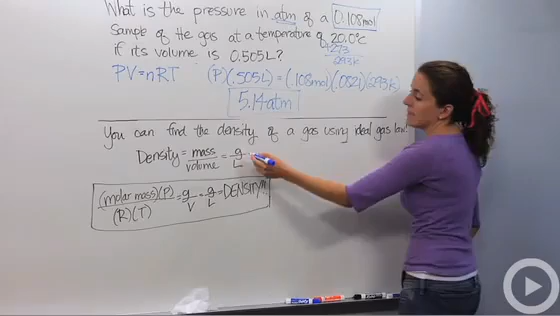 What is the pressure in atm of a 0.108mol
sample of the gas at a temperature of 20.0°C
+273
293K
if its volume is 0.505L?
PV=nRT (P)(.505L)=(.108mol)(.0821)(293K)
5.14atm
You can find the density of a gas using ideal gas law!
Density = mass/volume = g/L
(molar mass)(P)/(R)(T) = g/V = g/L = DENSITY!!